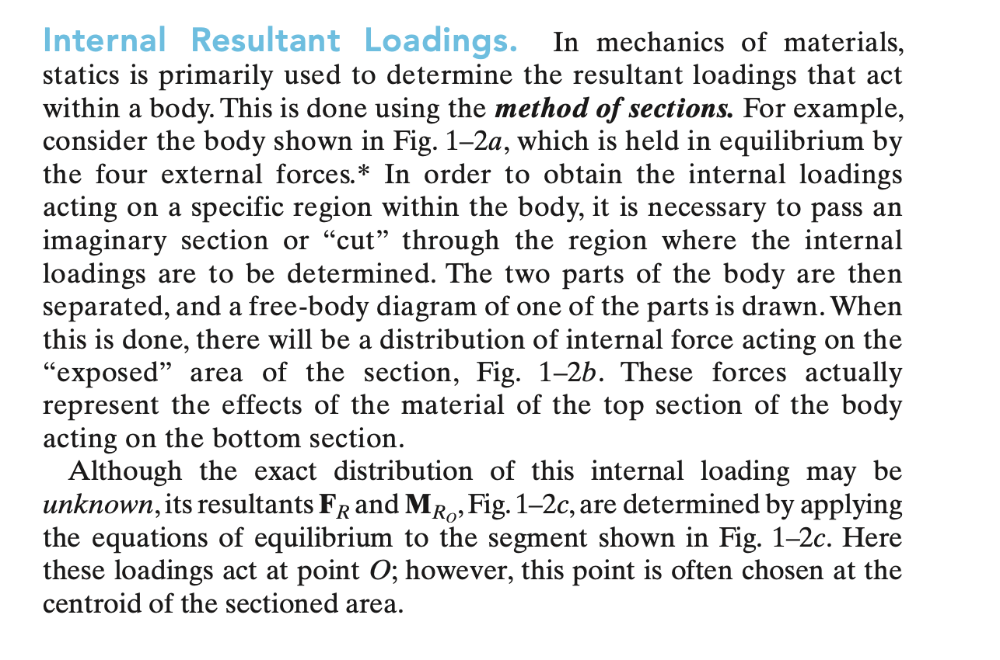 Internal Resultant Loadings. In mechanics of materials,
statics is primarily used to determine the resultant loadings that act
within a body. This is done using the method of sections. For example,
consider the body shown in Fig. 1–2a, which is held in equilibrium by
the four external forces.* In order to obtain the internal loadings
acting on a specific region within the body, it is necessary to pass an
imaginary section or “cut” through the region where the internal
loadings are to be determined. The two parts of the body are then
separated, and a free-body diagram of one of the parts is drawn. When
this is done, there will be a distribution of internal force acting on the
“exposed” area of the section, Fig. 1–2b. These forces actually
represent the effects of the material of the top section of the body
acting on the bottom section.
Although the exact distribution of this internal loading may be
unknown, its resultants F_R and M_{R_O}, Fig. 1–2c, are determined by applying
the equations of equilibrium to the segment shown in Fig. 1–2c. Here
these loadings act at point O; however, this point is often chosen at the
centroid of the sectioned area.